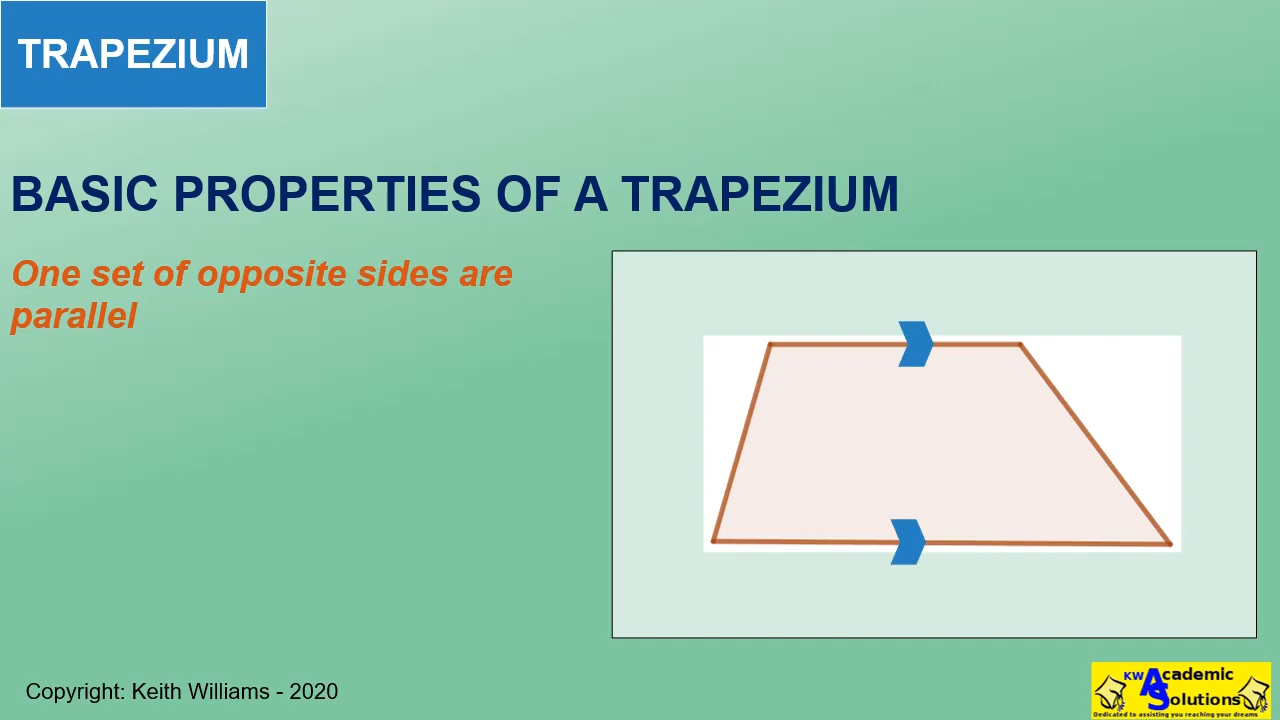 TRAPEZIUM
BASIC PROPERTIES OF A TRAPEZIUM
One set of opposite sides are
parallel
Copyright: Keith Williams - 2020
KW Academic
Solutions
Dedicated to assisting you reaching your dreams